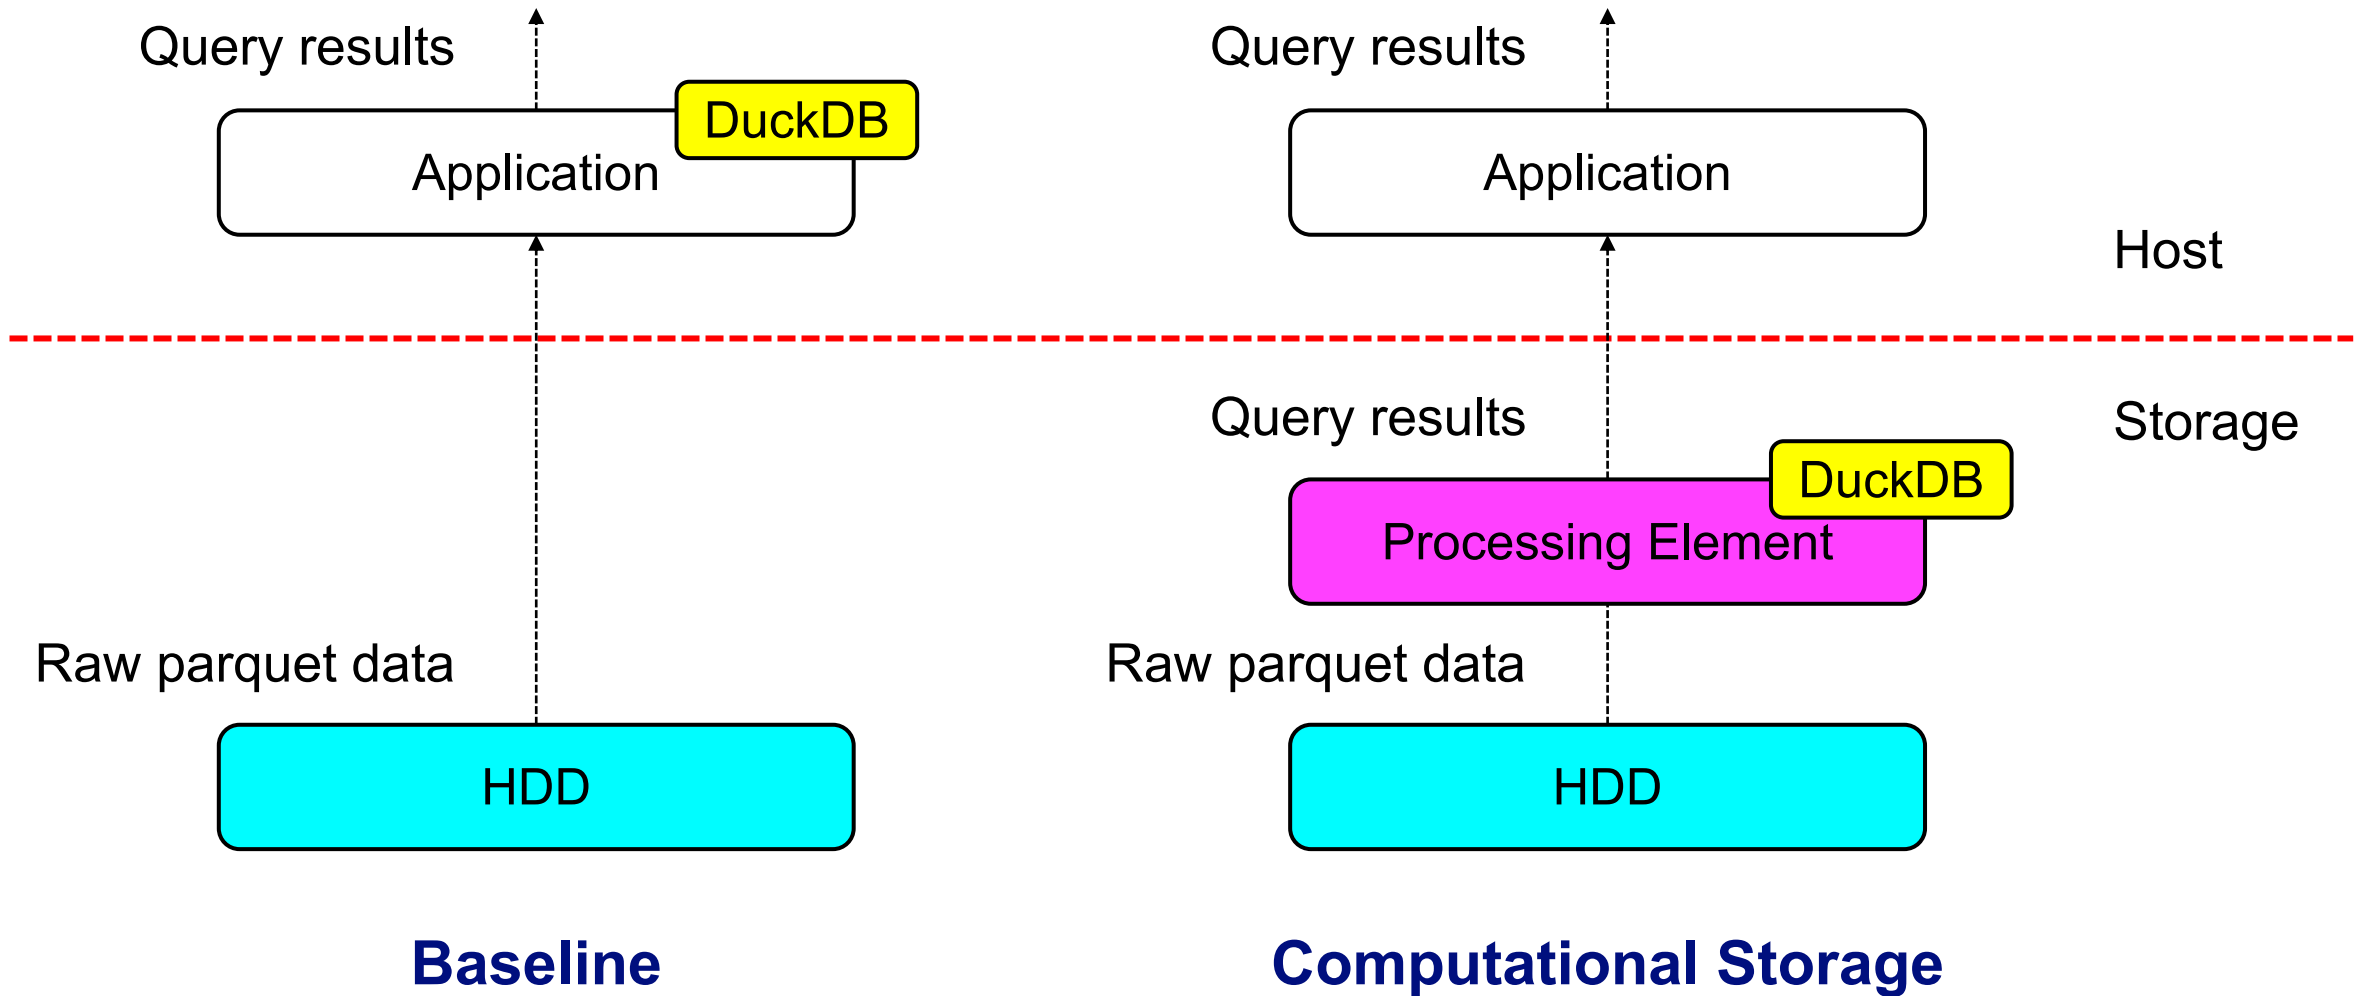 Query results
DuckDB
Application
Raw parquet data
HDD
Baseline
Query results
Application
Query results
DuckDB
Processing Element
Raw parquet data
HDD
Computational Storage
Host
Storage